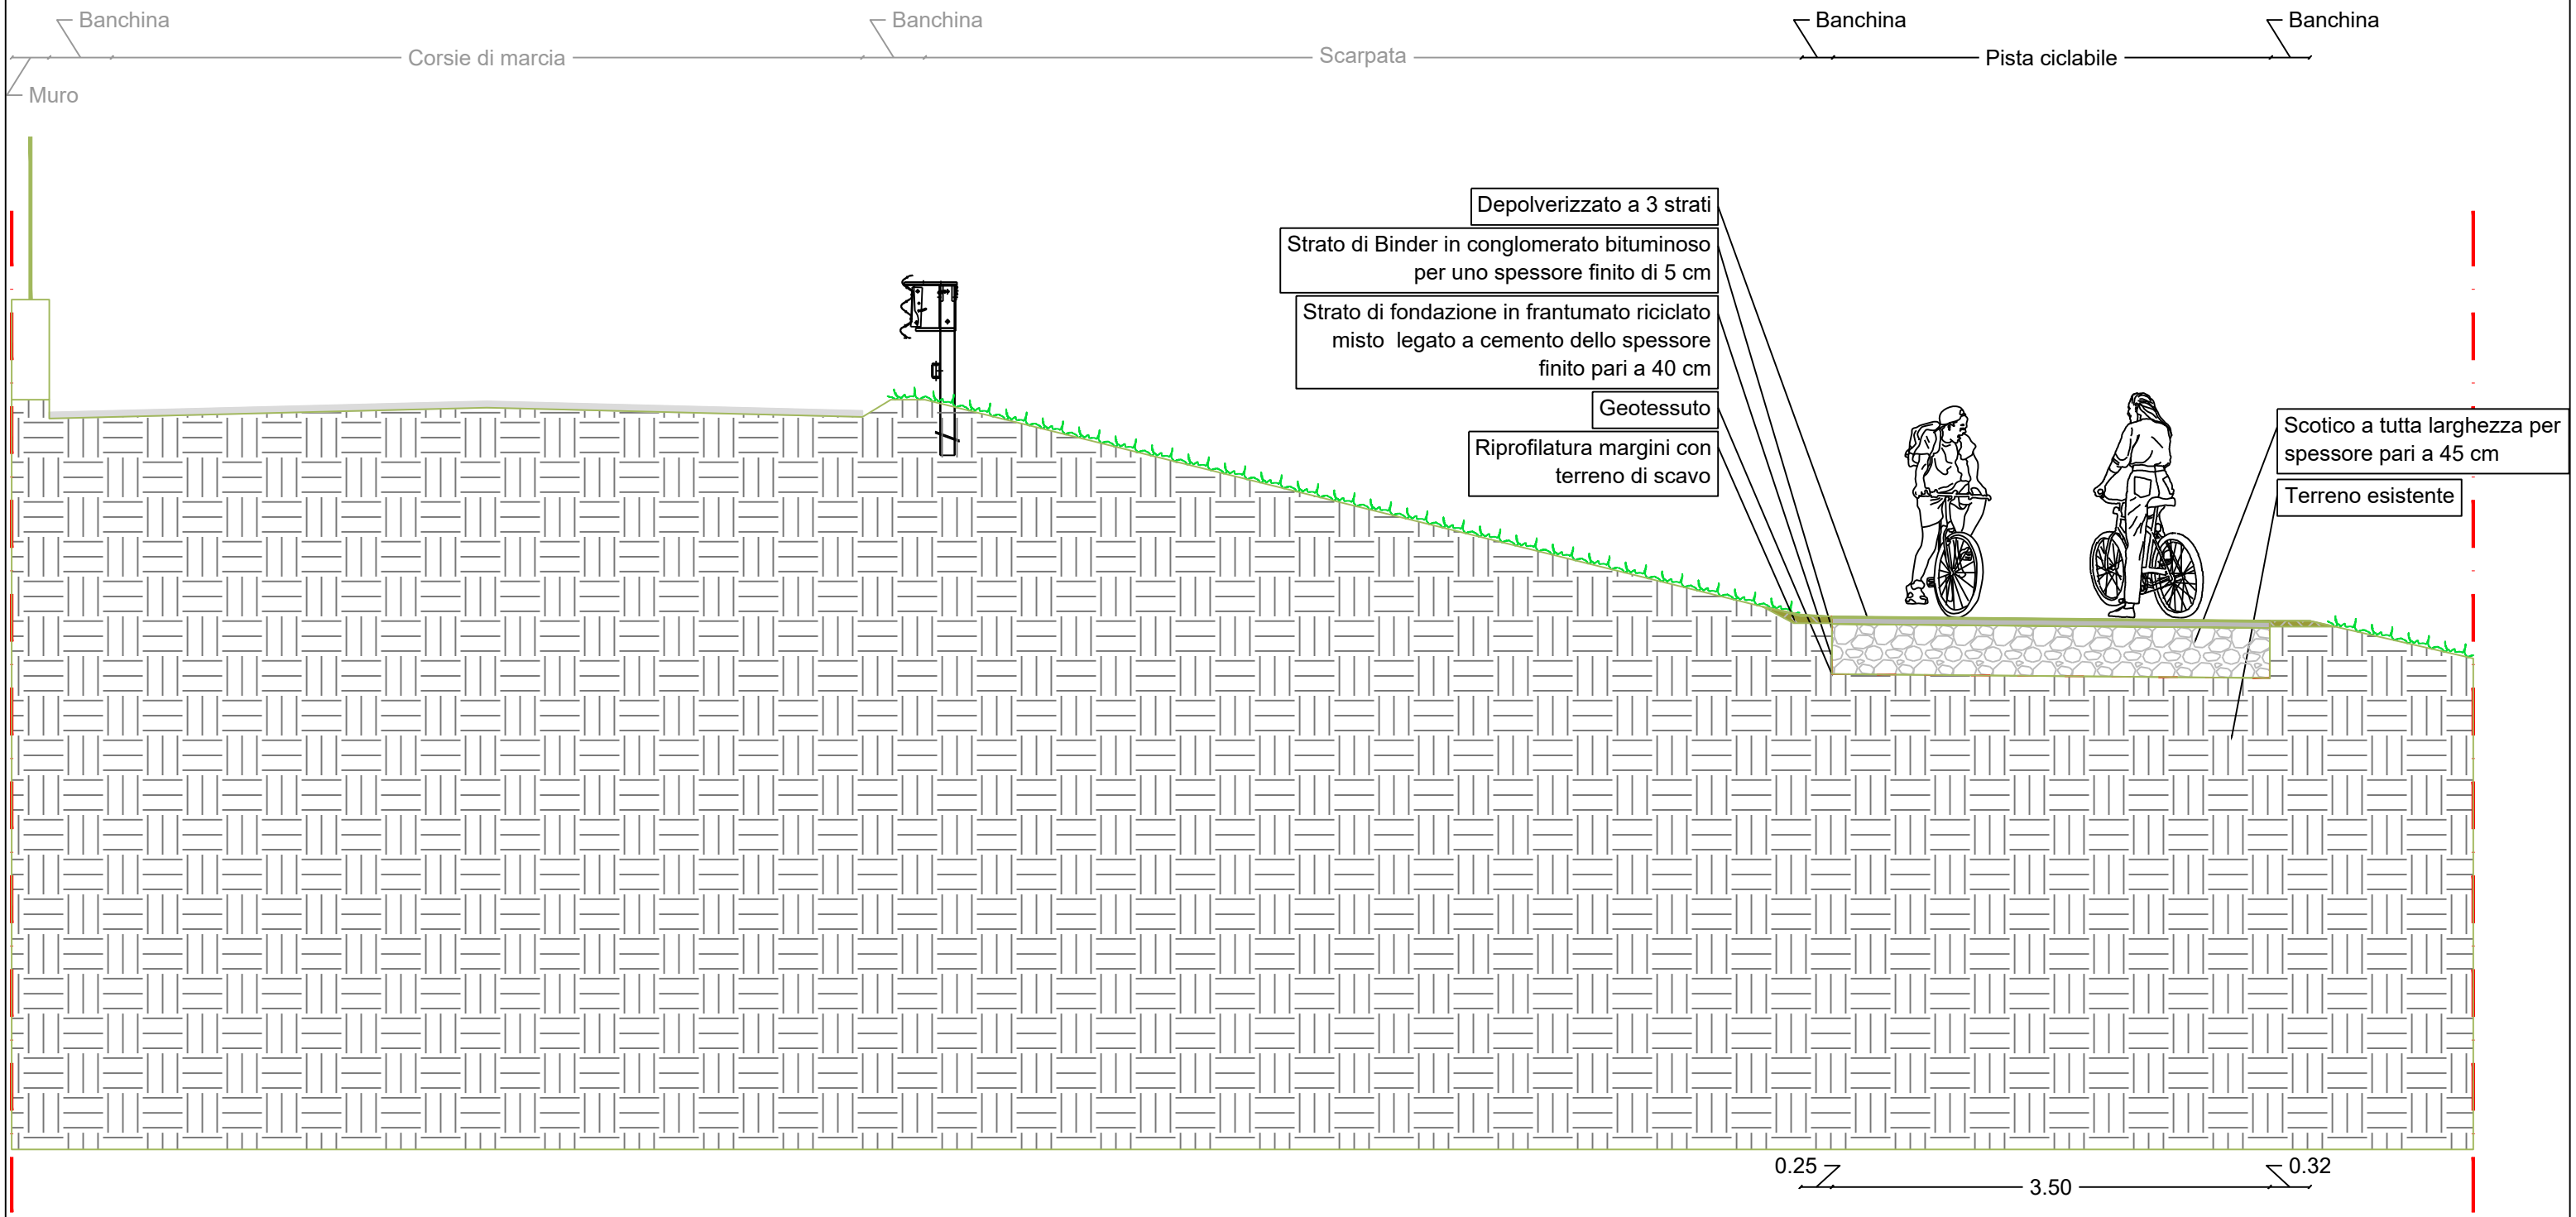 Banchina
Banchina
Banchina
Banchina
Corsie di marcia
Scarpata
Pista ciclabile
Muro
Depolverizzato a 3 strati
Strato di Binder in conglomerato bituminoso
per uno spessore finito di 5 cm
Strato di fondazione in frantumato riciclato
misto legato a cemento dello spessore
finito pari a 40 cm
Geotessuto
Riprofilatura margini con
terreno di scavo
Scotico a tutta larghezza per
spessore pari a 45 cm
Terreno esistente
0.25
0.32
3.50